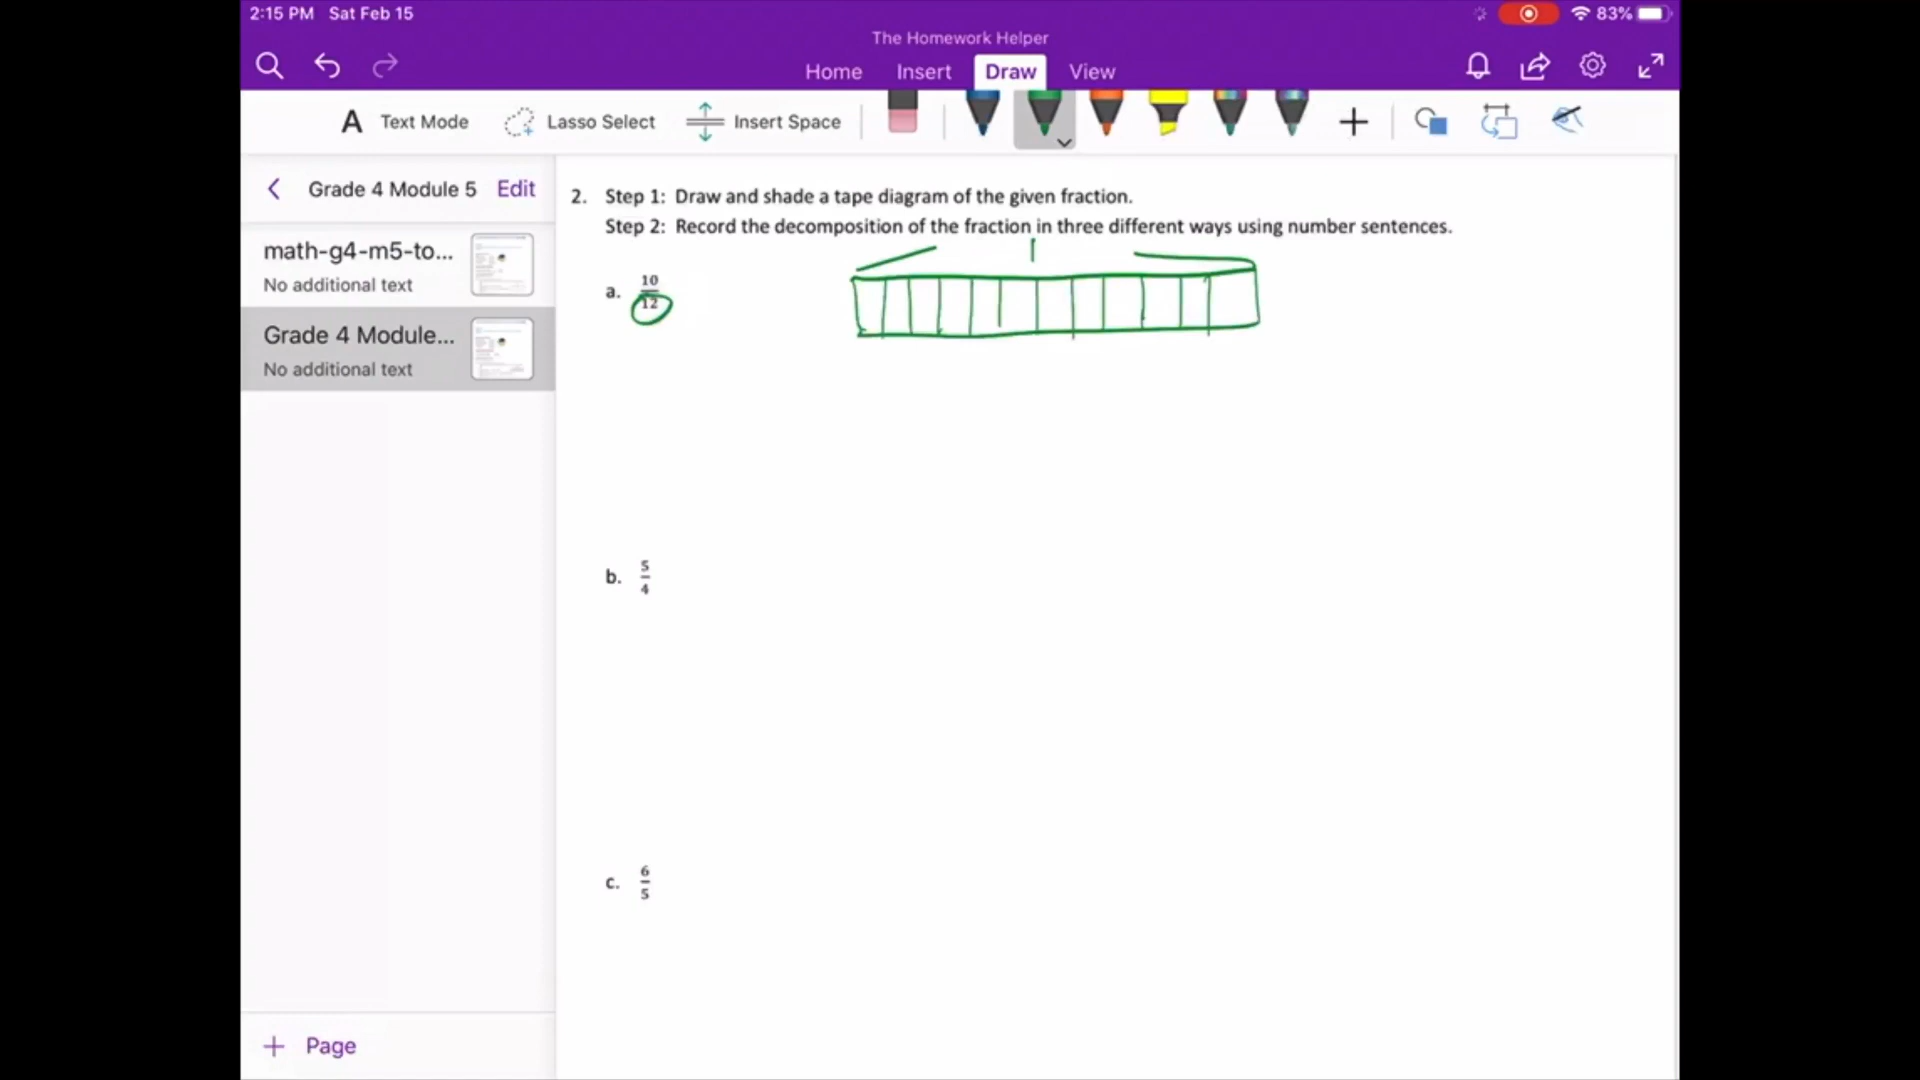 2:15 PM Sat Feb 15
83%
The Homework Helper
Home Insert Draw View
A Text Mode Lasso Select Insert Space
Grade 4 Module 5 Edit
math-g4-m5-to...
No additional text
Grade 4 Module...
No additional text
+ Page
2. Step 1: Draw and shade a tape diagram of the given fraction.
Step 2: Record the decomposition of the fraction in three different ways using number sentences.
1
a. 10/12
b. 5/4
c. 6/5